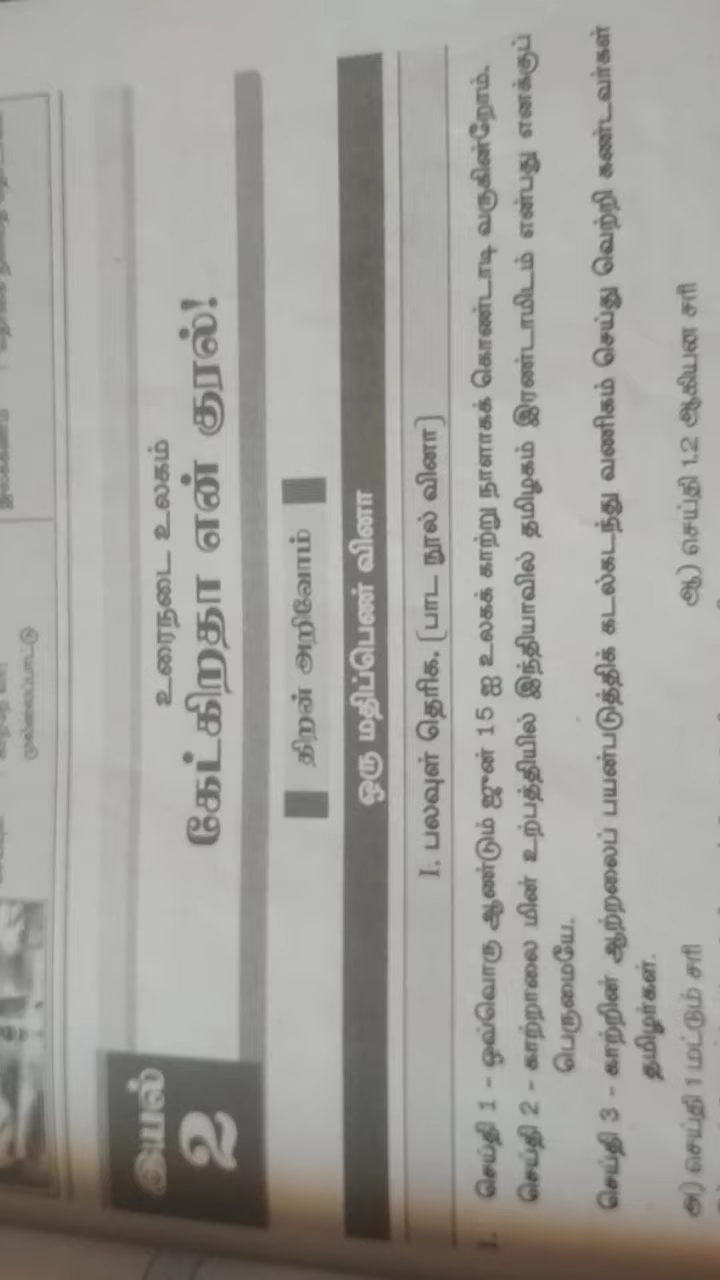 முல்லைப்பாட்டு
இயல்
2
உரைநடை உலகம்
கேட்கிறதா என் குரல்!
திறன் அறிவோம்
ஒரு மதிப்பெண் வினா
I. பலவுள் தெரிக. (பாட நூல் வினா)
1. செய்தி 1 - ஒவ்வொரு ஆண்டும் ஜுன் 15 ஐ உலகக் காற்று நாளாகக் கொண்டாடி வருகின்றோம்.
செய்தி 2 - காற்றாலை மின் உற்பத்தியில் இந்தியாவில் தமிழகம் இரண்டாமிடம் என்பது எனக்குப்
பெருமையே.
செய்தி 3 - காற்றின் ஆற்றலைப் பயன்படுத்திக் கடல்கடந்து வணிகம் செய்து வெற்றி கண்டவர்கள்
தமிழர்கள்.
அ) செய்தி 1 மட்டும் சரி ஆ) செய்தி 1.2 ஆகியன சரி